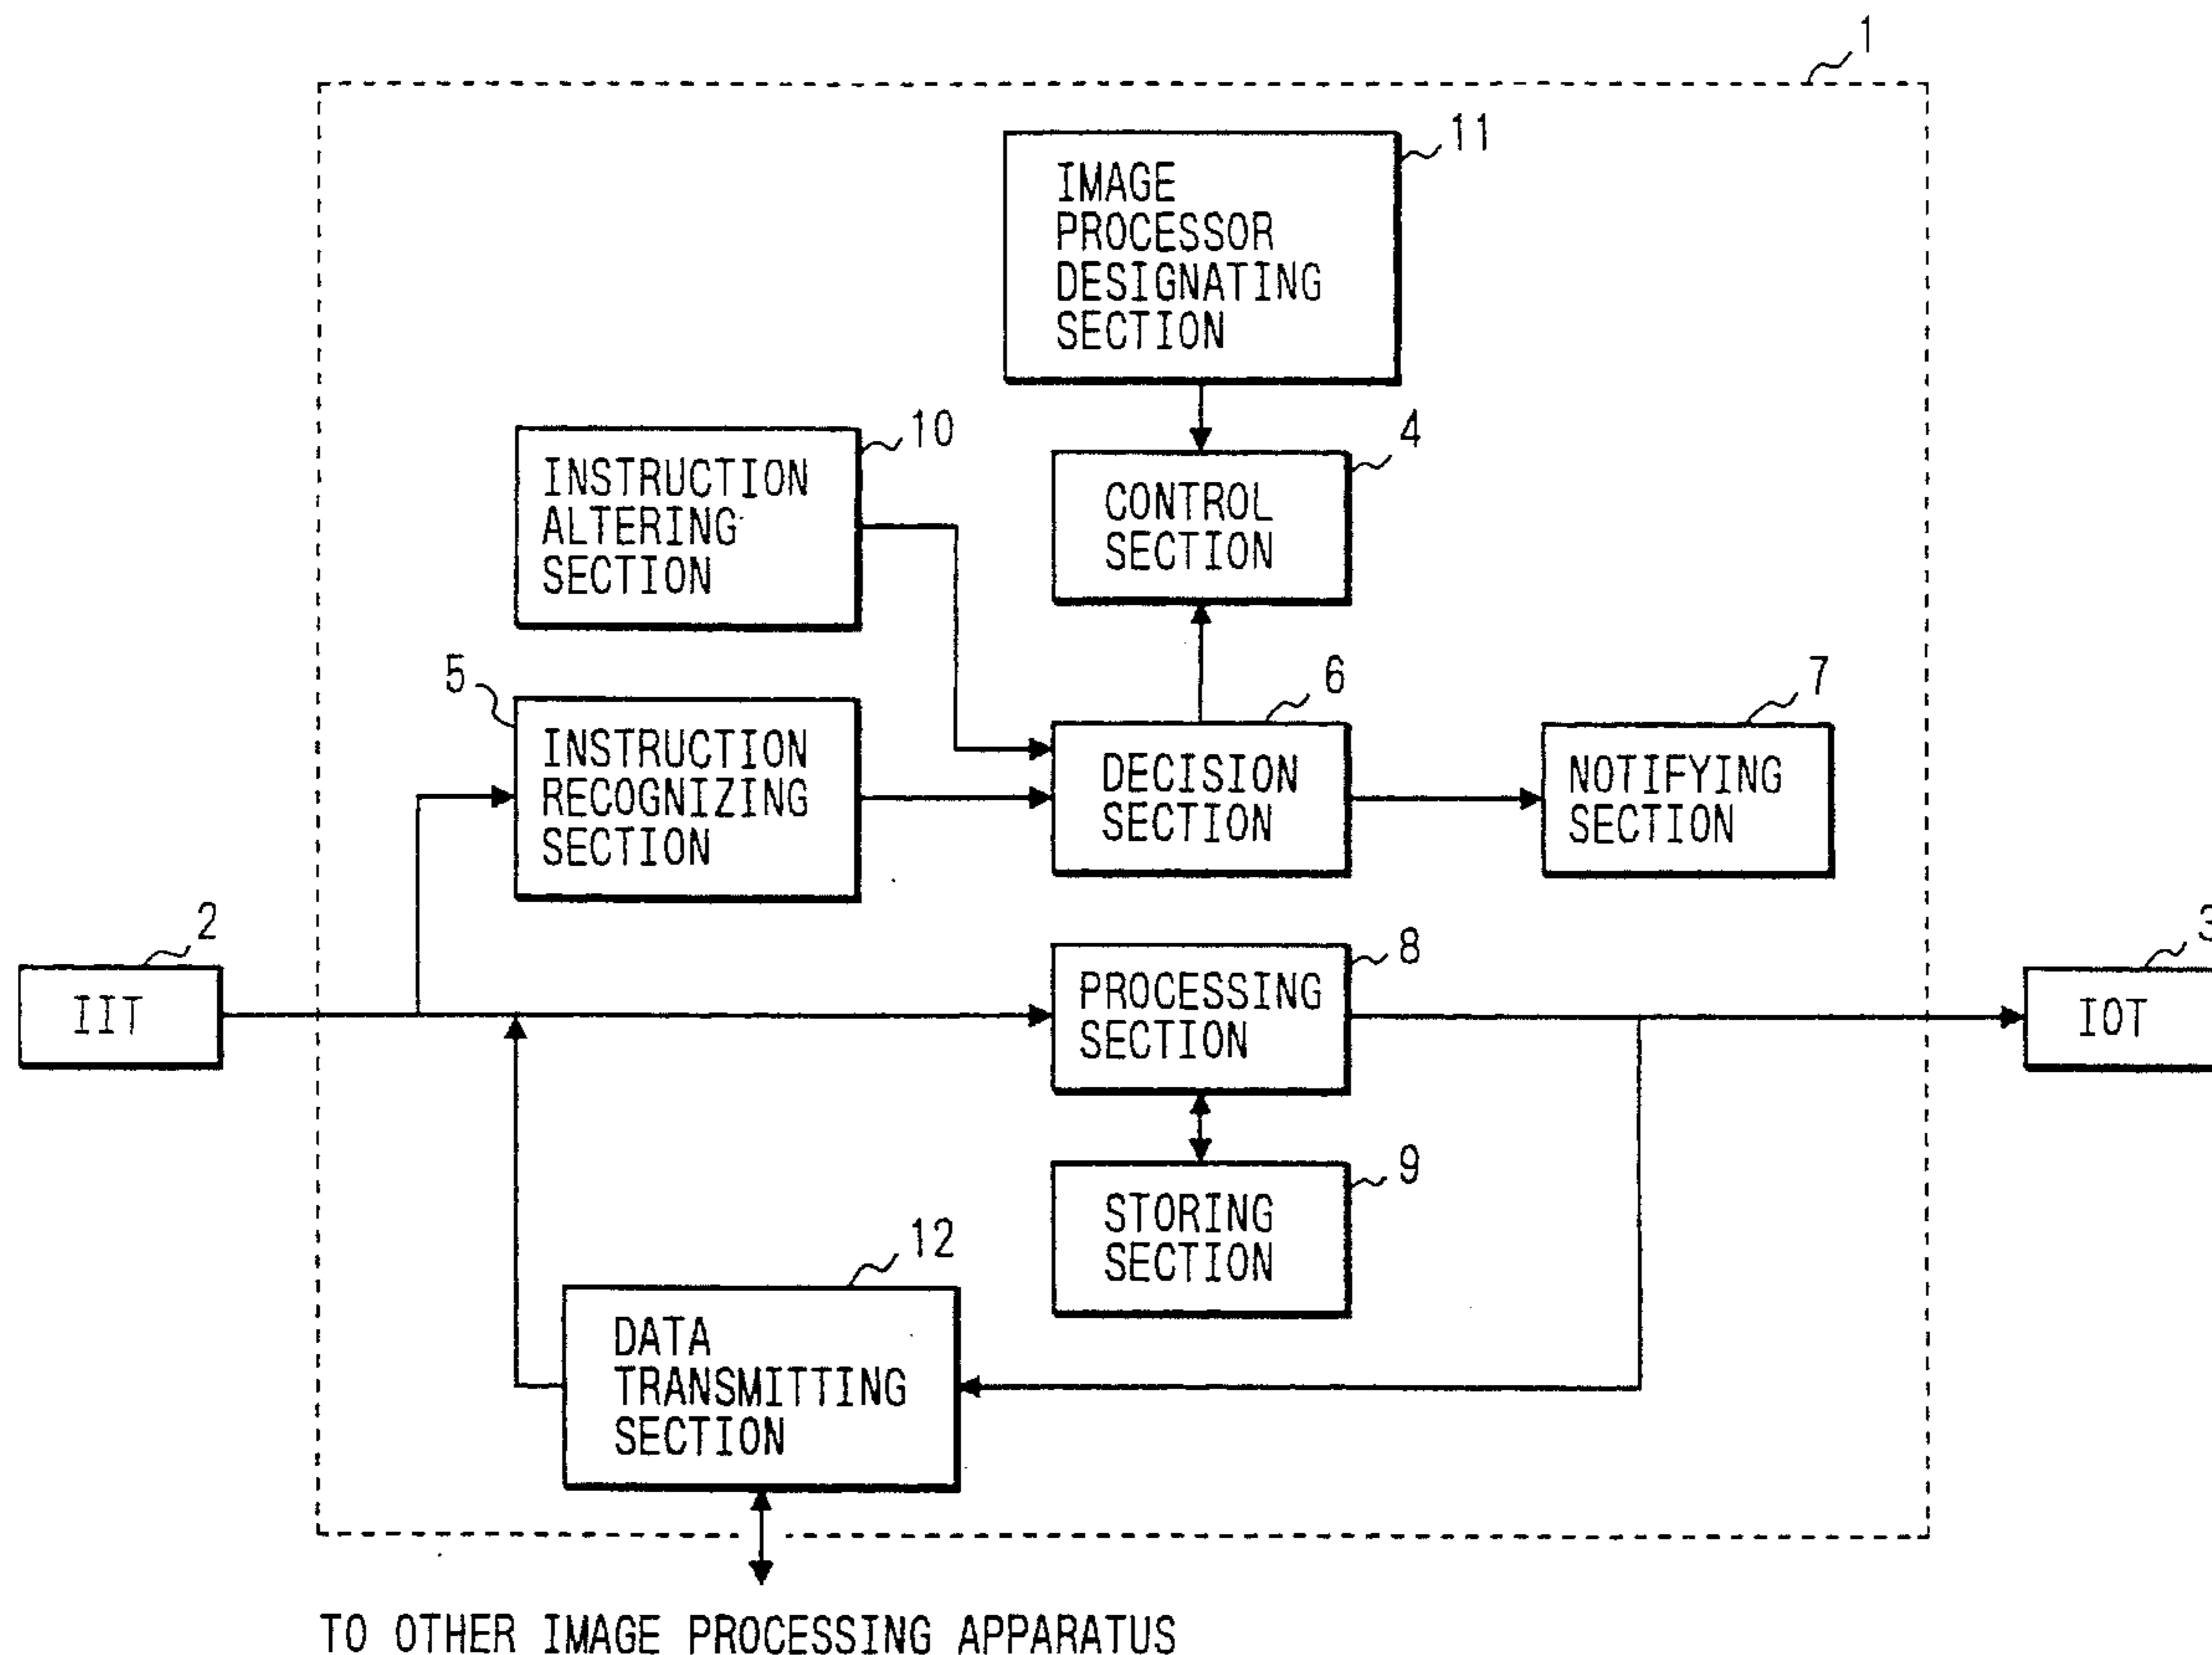 1
11
IMAGE
PROCESSOR
DESIGNATING
SECTION
10
INSTRUCTION
ALTERING
SECTION
4
CONTROL
SECTION
5
INSTRUCTION
RECOGNIZING
SECTION
6
DECISION
SECTION
7
NOTIFYING
SECTION
2
IIT
8
PROCESSING
SECTION
3
IOT
9
STORING
SECTION
12
DATA
TRANSMITTING
SECTION
TO OTHER IMAGE PROCESSING APPARATUS